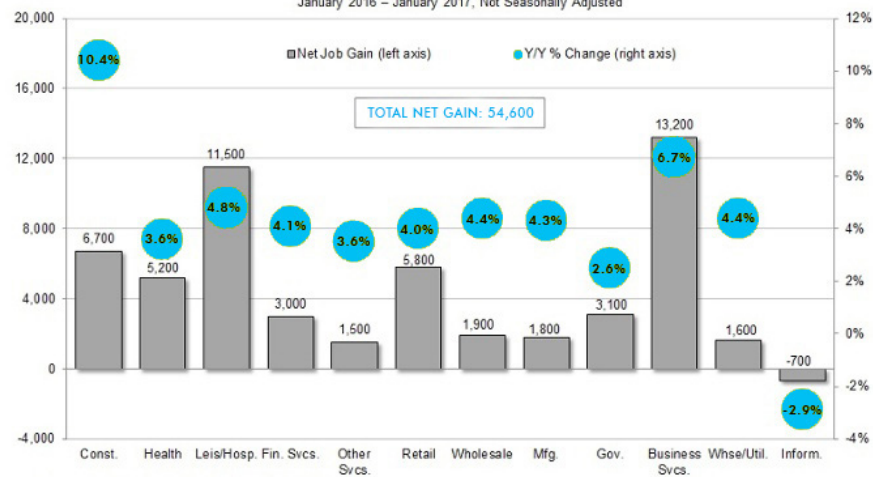 January 2016 – January 2017, Not Seasonally Adjusted
20,000
12%
Net Job Gain (left axis)
Y/Y % Change (right axis)
10.4%
10%
16,000
TOTAL NET GAIN: 54,600
8%
13,200
12,000
11,500
6.7%
6%
4.8%
4.1%
3.6%
3.6%
4.0%
4.4%
4.3%
4.4%
4%
8,000
6,700
5,200
5,800
2.6%
2%
4,000
3,000
1,500
1,900
1,800
3,100
1,600
0%
0
-700
-2%
-2.9%
-4,000
-4%
Const.
Health
Leis/Hosp.
Fin. Svcs.
Other
Svcs.
Retail
Wholesale
Mfg.
Gov.
Business
Svcs.
Whse/Util.
Inform.